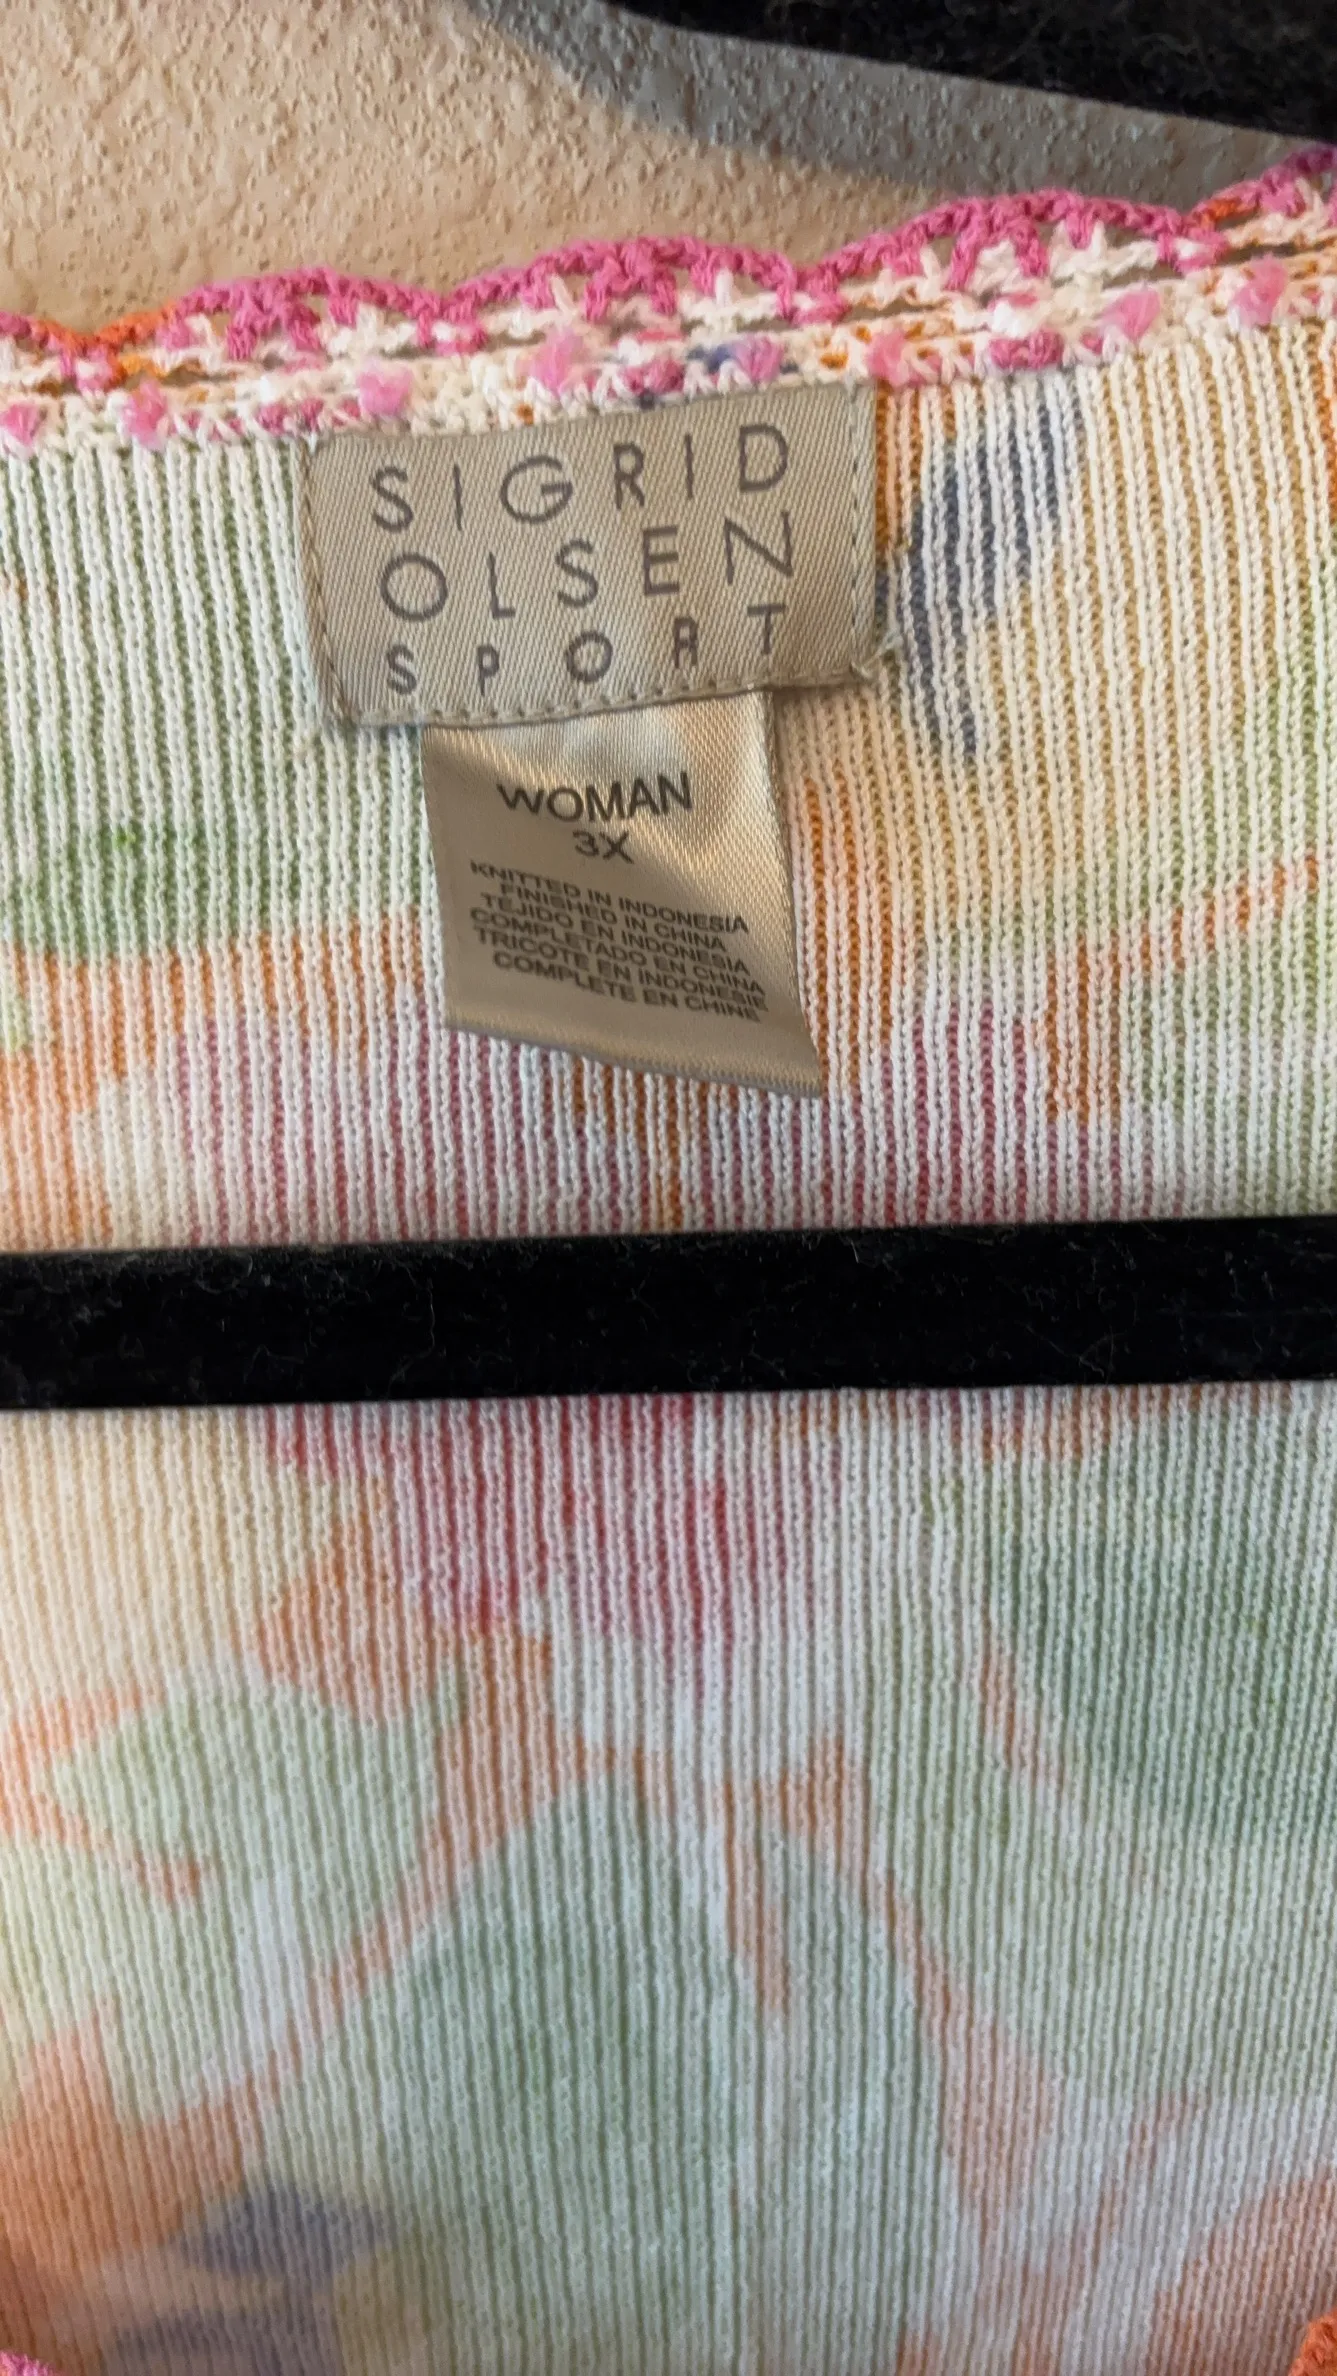 SIGRID
OLSEN
SPORT
WOMAN
3X
KNITTED IN INDONESIA
FINISHED IN CHINA
TEJIDO EN INDONESIA
COMPLETADO EN CHINA
TRICOTE EN INDONESIE
COMPLETE EN CHINE